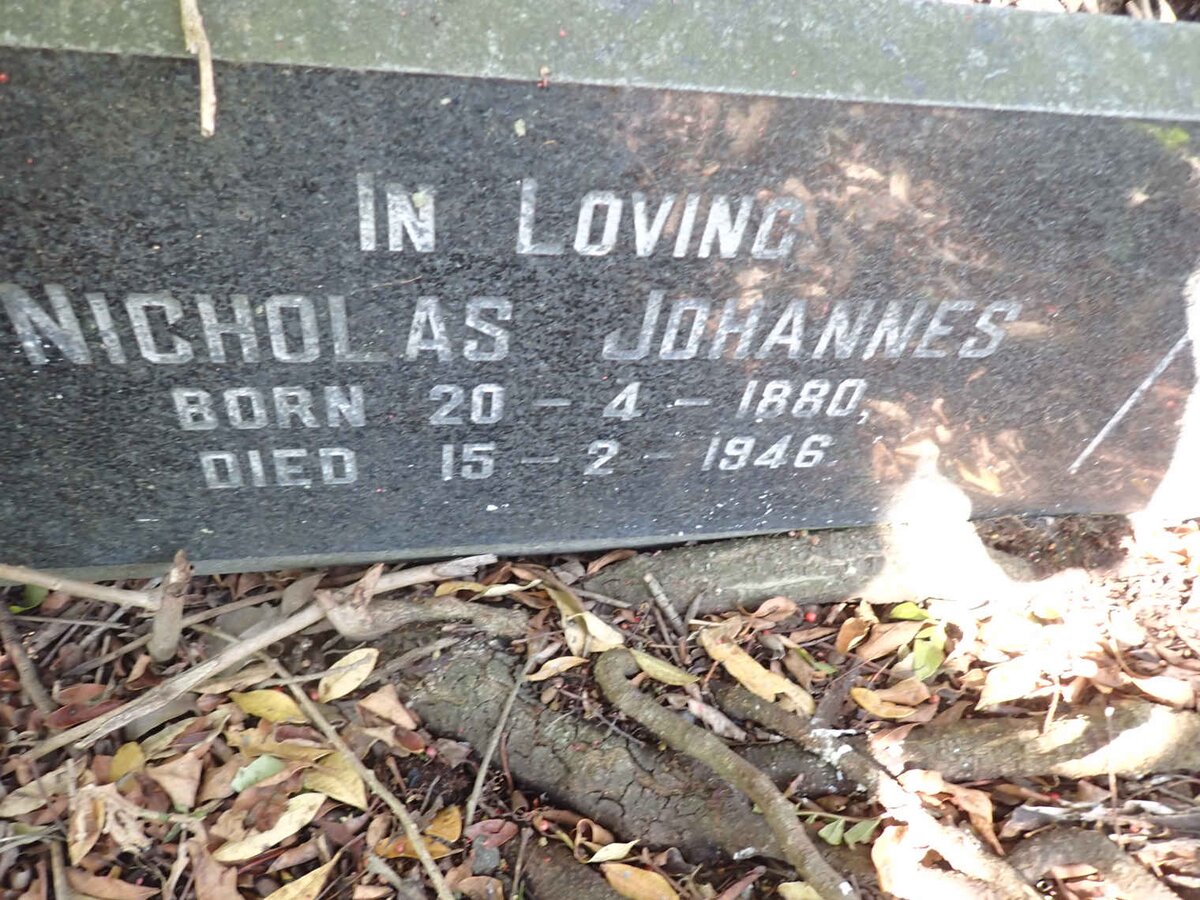 IN LOVING
NICHOLAS JOHANNES
BORN 20 - 4 - 1880,
DIED 15 - 2 - 1946